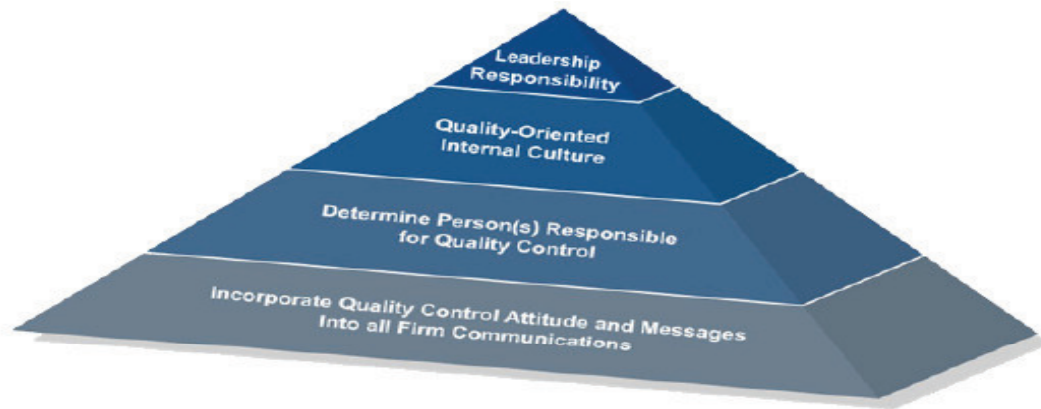 Leadership
Responsibility
Quality-Oriented
Internal Culture
Determine Person(s) Responsible
for Quality Control
Incorporate Quality Control Attitude and Messages
Into all Firm Communications